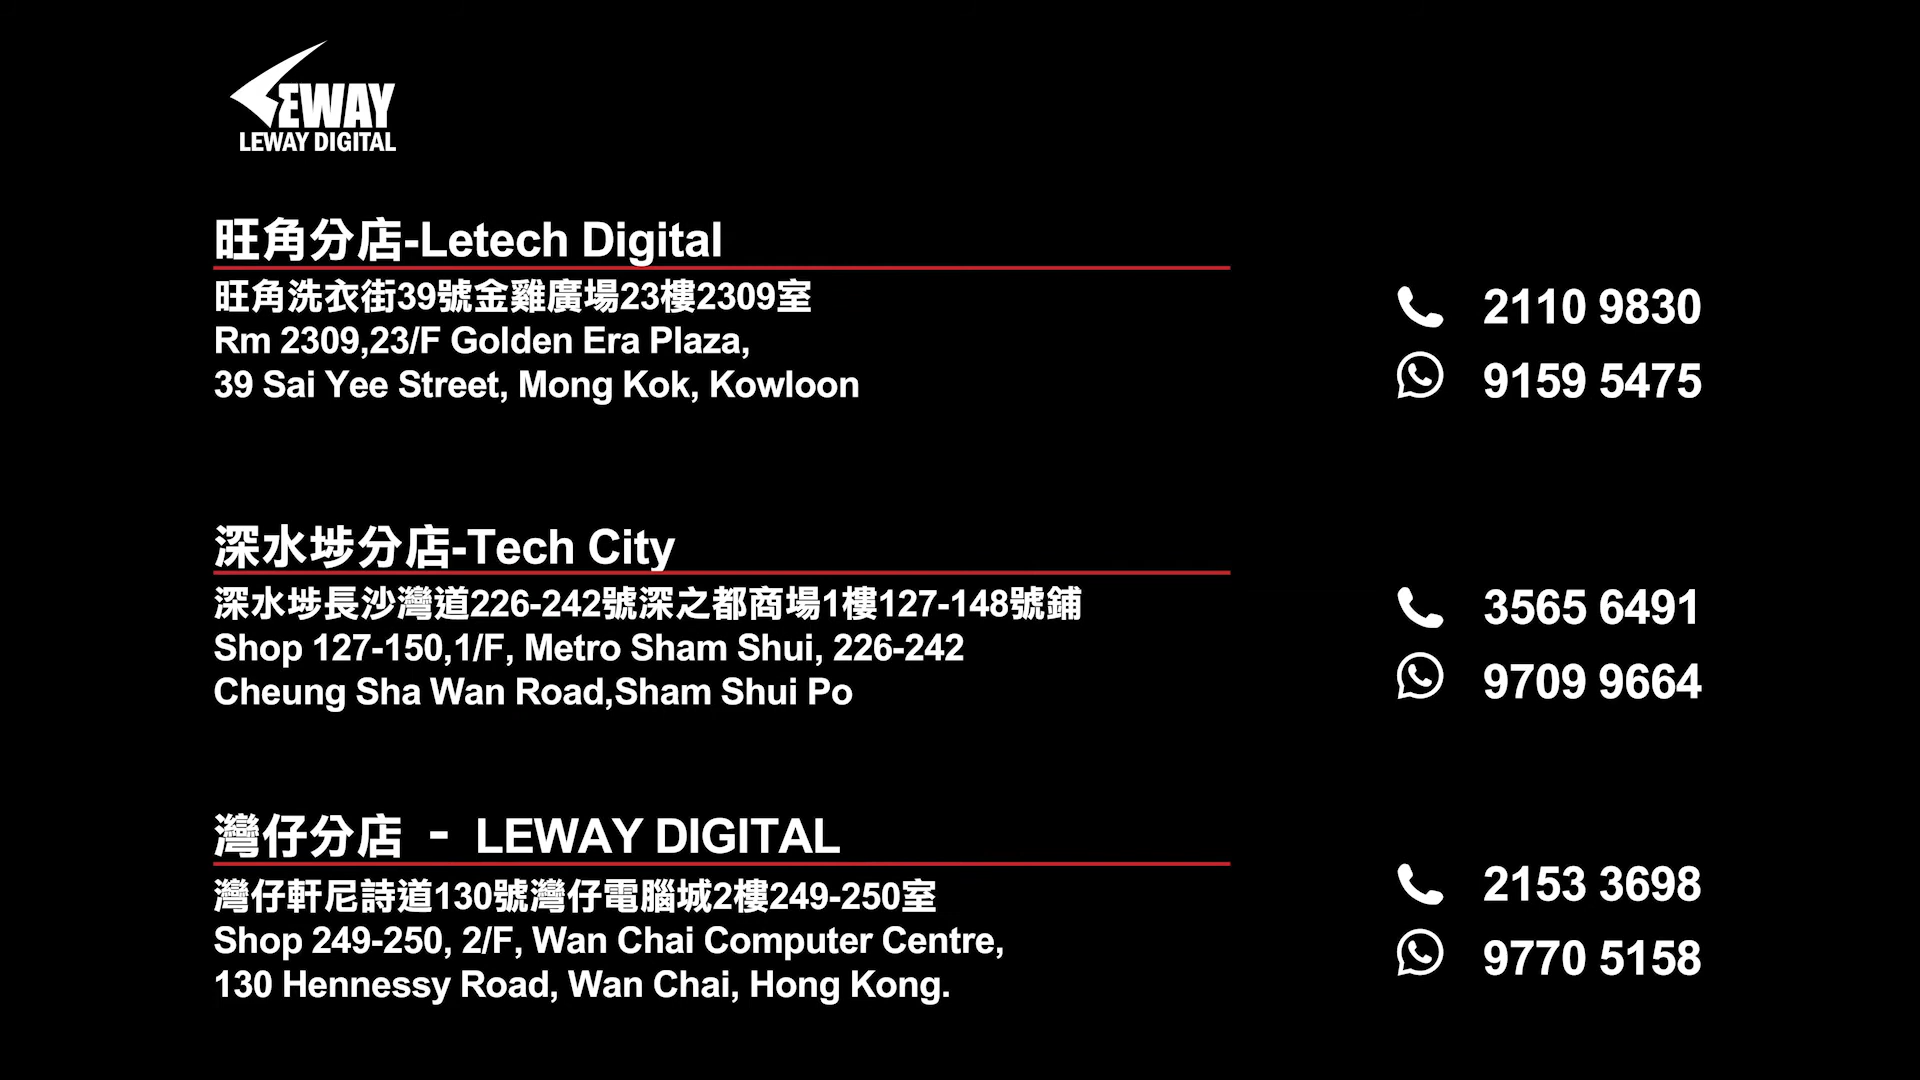 LEWAY
LEWAY DIGITAL
旺角分店-Letech Digital
旺角洗衣街39號金雞廣場23樓2309室
Rm 2309,23/F Golden Era Plaza,
39 Sai Yee Street, Mong Kok, Kowloon
2110 9830
9159 5475
深水埗分店-Tech City
深水埗長沙灣道226-242號深之都商場1樓127-148號鋪
Shop 127-150,1/F, Metro Sham Shui, 226-242
Cheung Sha Wan Road,Sham Shui Po
3565 6491
9709 9664
灣仔分店 - LEWAY DIGITAL
灣仔軒尼詩道130號灣仔電腦城2樓249-250室
Shop 249-250, 2/F, Wan Chai Computer Centre,
130 Hennessy Road, Wan Chai, Hong Kong.
2153 3698
9770 5158